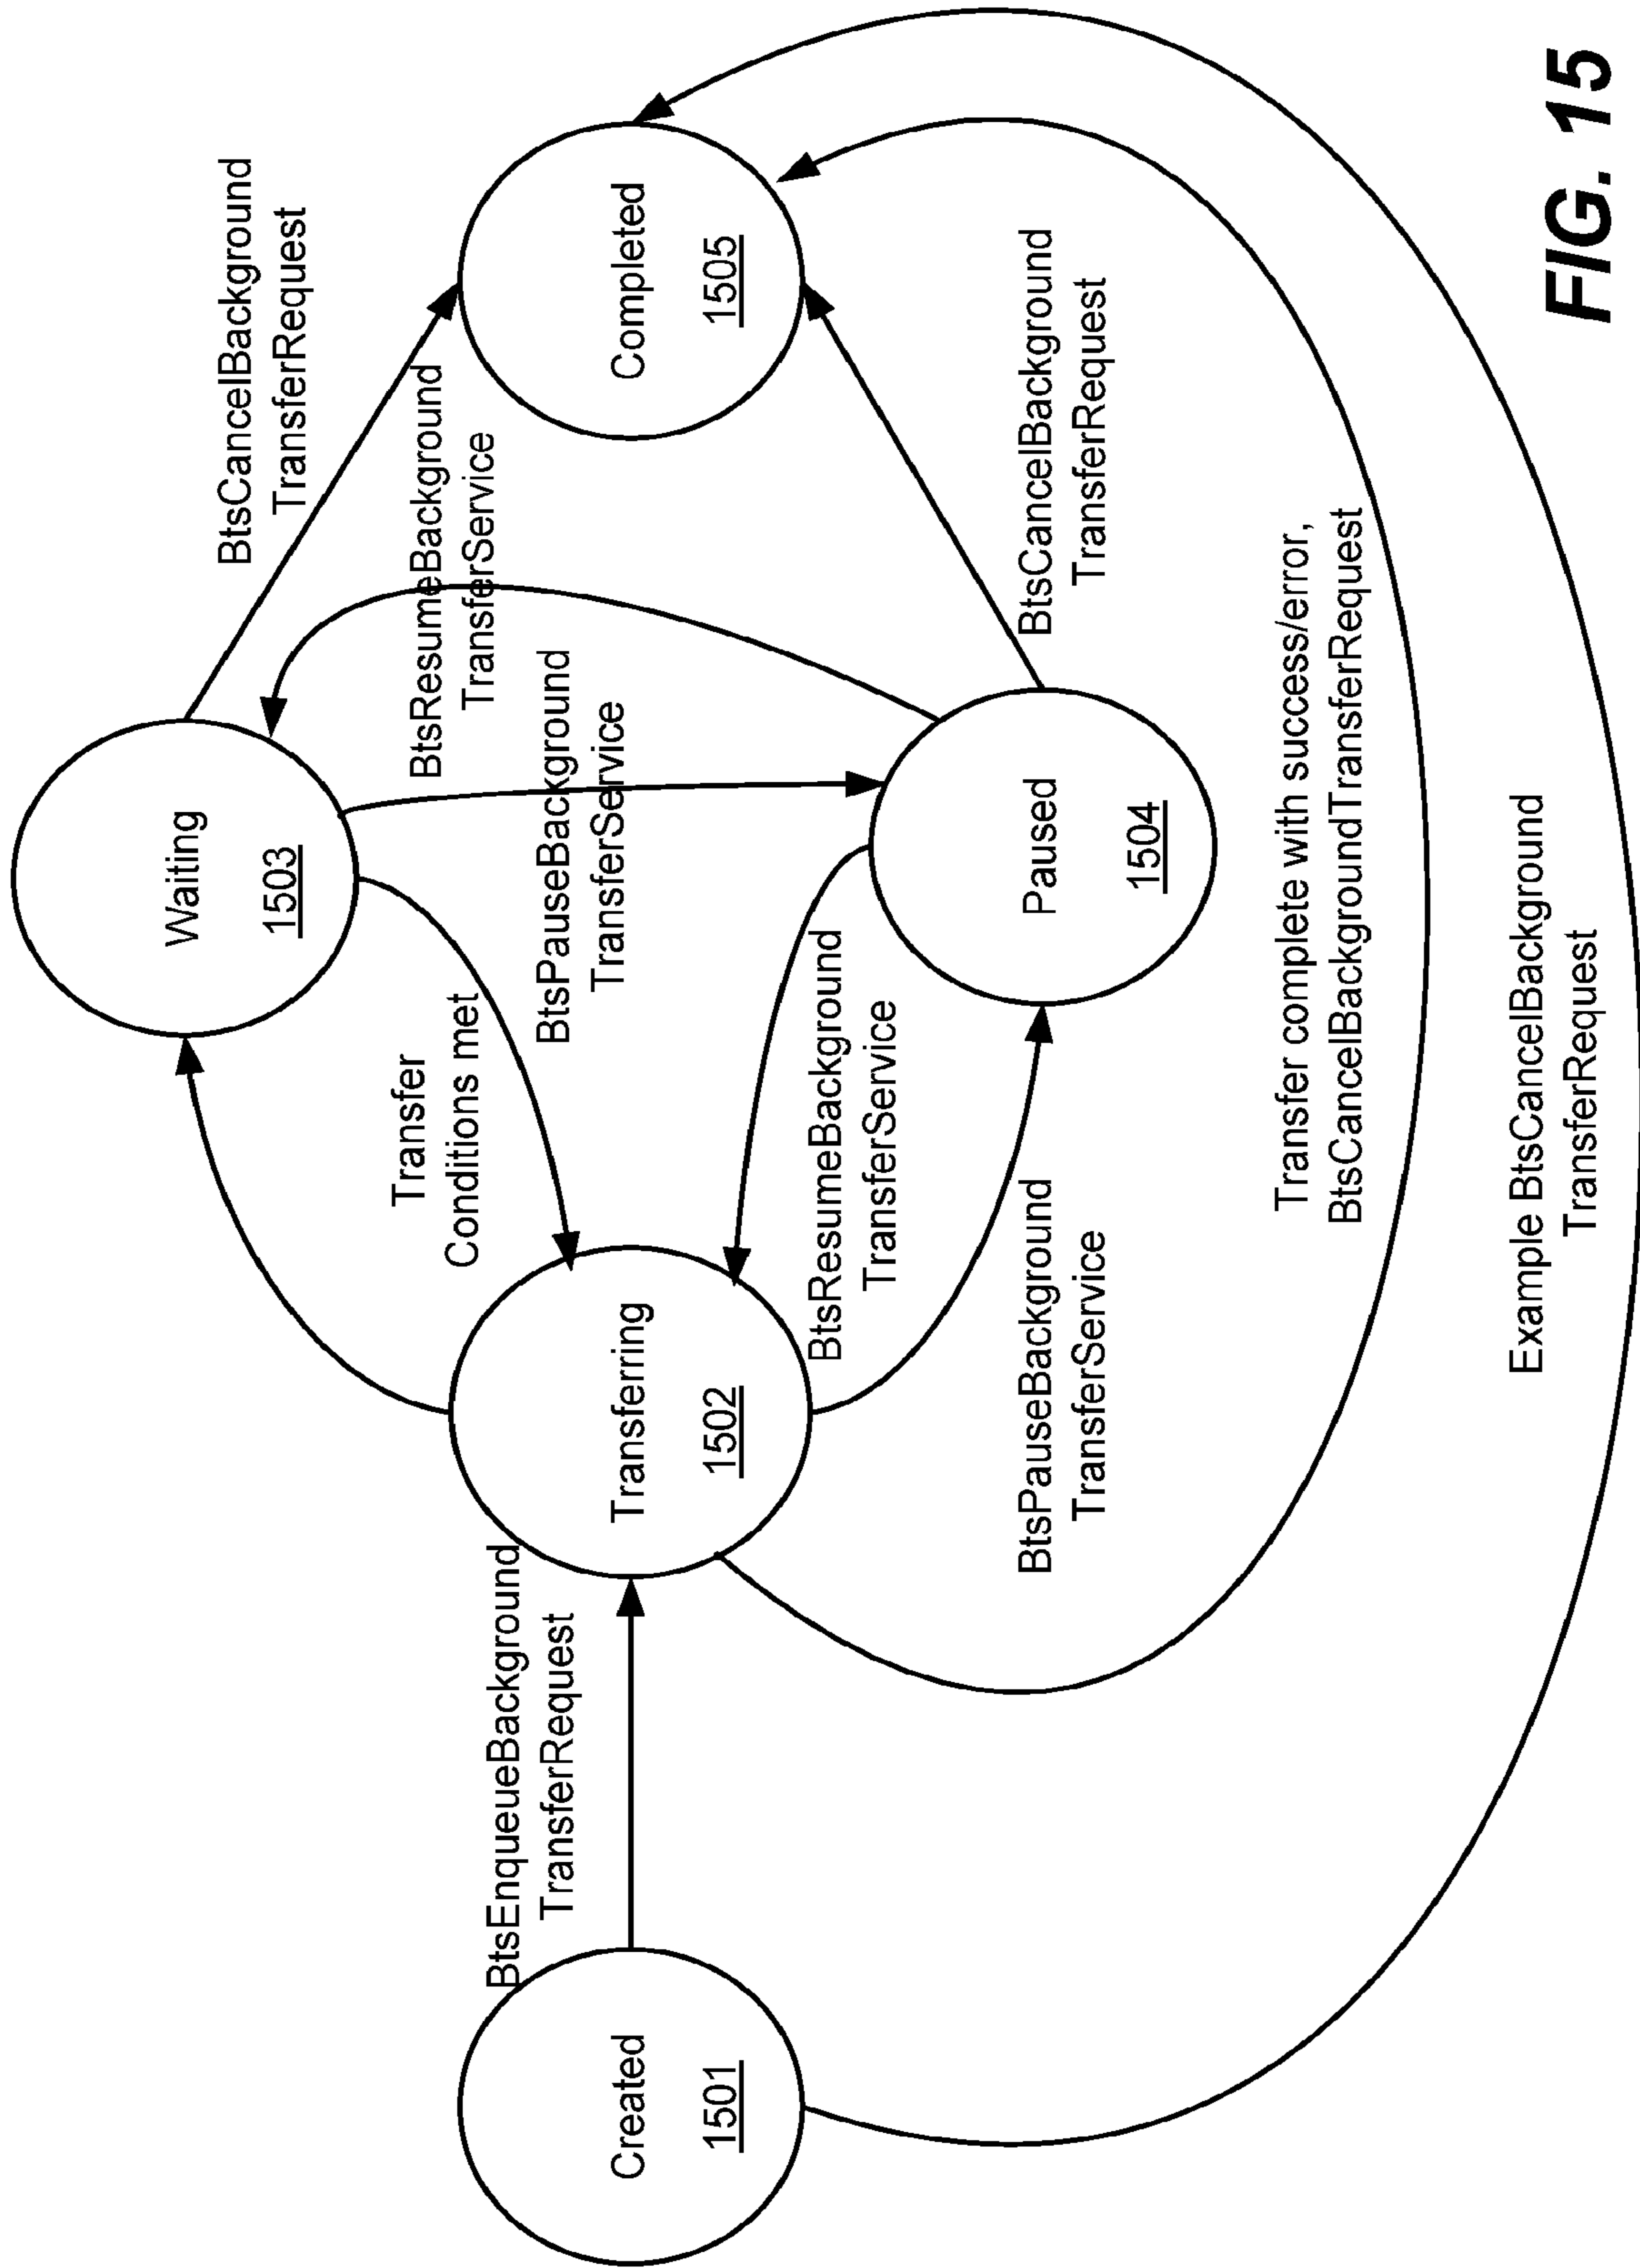 BtsCancelBackground
TransferRequest
Waiting
1503
BtsResumeBackground
TransferService
Transfer
Conditions met
BtsPauseBackground
TransferService
BtsEnqueueBackground
TransferRequest
Created
1501
Transferring
1502
Completed
1505
BtsResumeBackground
TransferService
Paused
1504
BtsPauseBackground
TransferService
BtsCancelBackground
TransferRequest
Transfer complete with success/error,
BtsCancelBackgroundTransferRequest
Example BtsCancelBackground
TransferRequest
FIG. 15